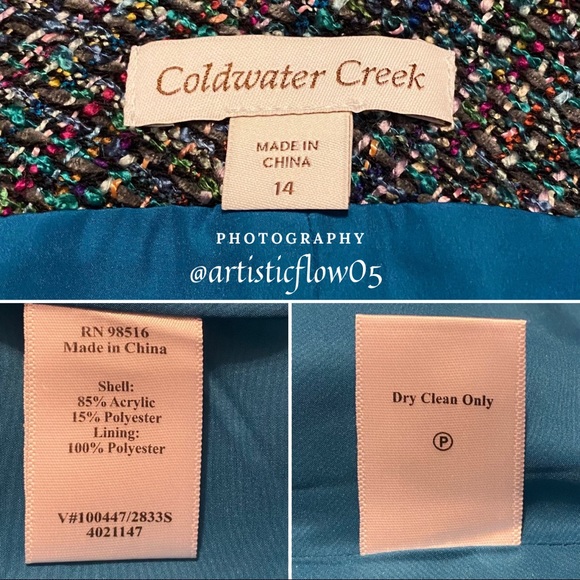 Coldwater Creek
MADE IN
CHINA
14
PHOTOGRAPHY
@artisticflow05
RN 98516
Made in China
Shell:
85% Acrylic
15% Polyester
Lining:
100% Polyester
V#100447/2833S
4021147
Dry Clean Only
P